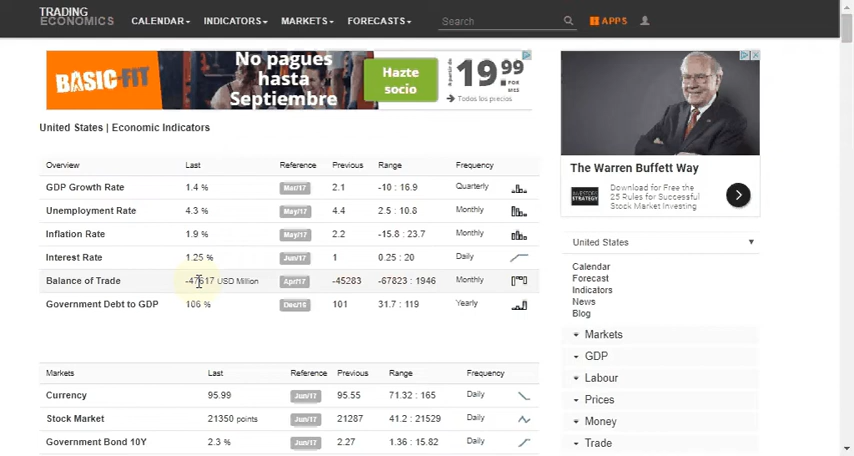 TRADING
ECONOMICS
CALENDAR INDICATORS MARKETS FORECASTS Search APPS
BASIC-FIT
No pagues
hasta
Septiembre
Hazte
socio
19,99
Todos los precios
United States | Economic Indicators
The Warren Buffett Way
INVESTORS
STRATEGY
Download for Free the
25 Rules for Successful
Stock Market Investing
Overview Last Reference Previous Range Frequency
GDP Growth Rate 1.4 % Mar/17 2.1 -10 : 16.9 Quarterly
Unemployment Rate 4.3 % May/17 4.4 2.5 : 10.8 Monthly
Inflation Rate 1.9 % May/17 2.2 -15.8 : 23.7 Monthly
Interest Rate 1.25 % Jun/17 1 0.25 : 20 Daily
Balance of Trade -47617 USD Million Apr/17 -45283 -67823 : 1946 Monthly
Government Debt to GDP 106 % 101 31.7 : 119 Yearly
United States
Calendar
Forecast
Indicators
News
Blog
Markets
GDP
Labour
Prices
Money
Trade
Markets Last Reference Previous Range Frequency
Currency 95.99 Jun/17 95.55 71.32 : 165 Daily
Stock Market 21350 points Jun/17 21287 41.2 : 21529 Daily
Government Bond 10Y 2.3 % Jun/17 2.27 1.36 : 15.82 Daily